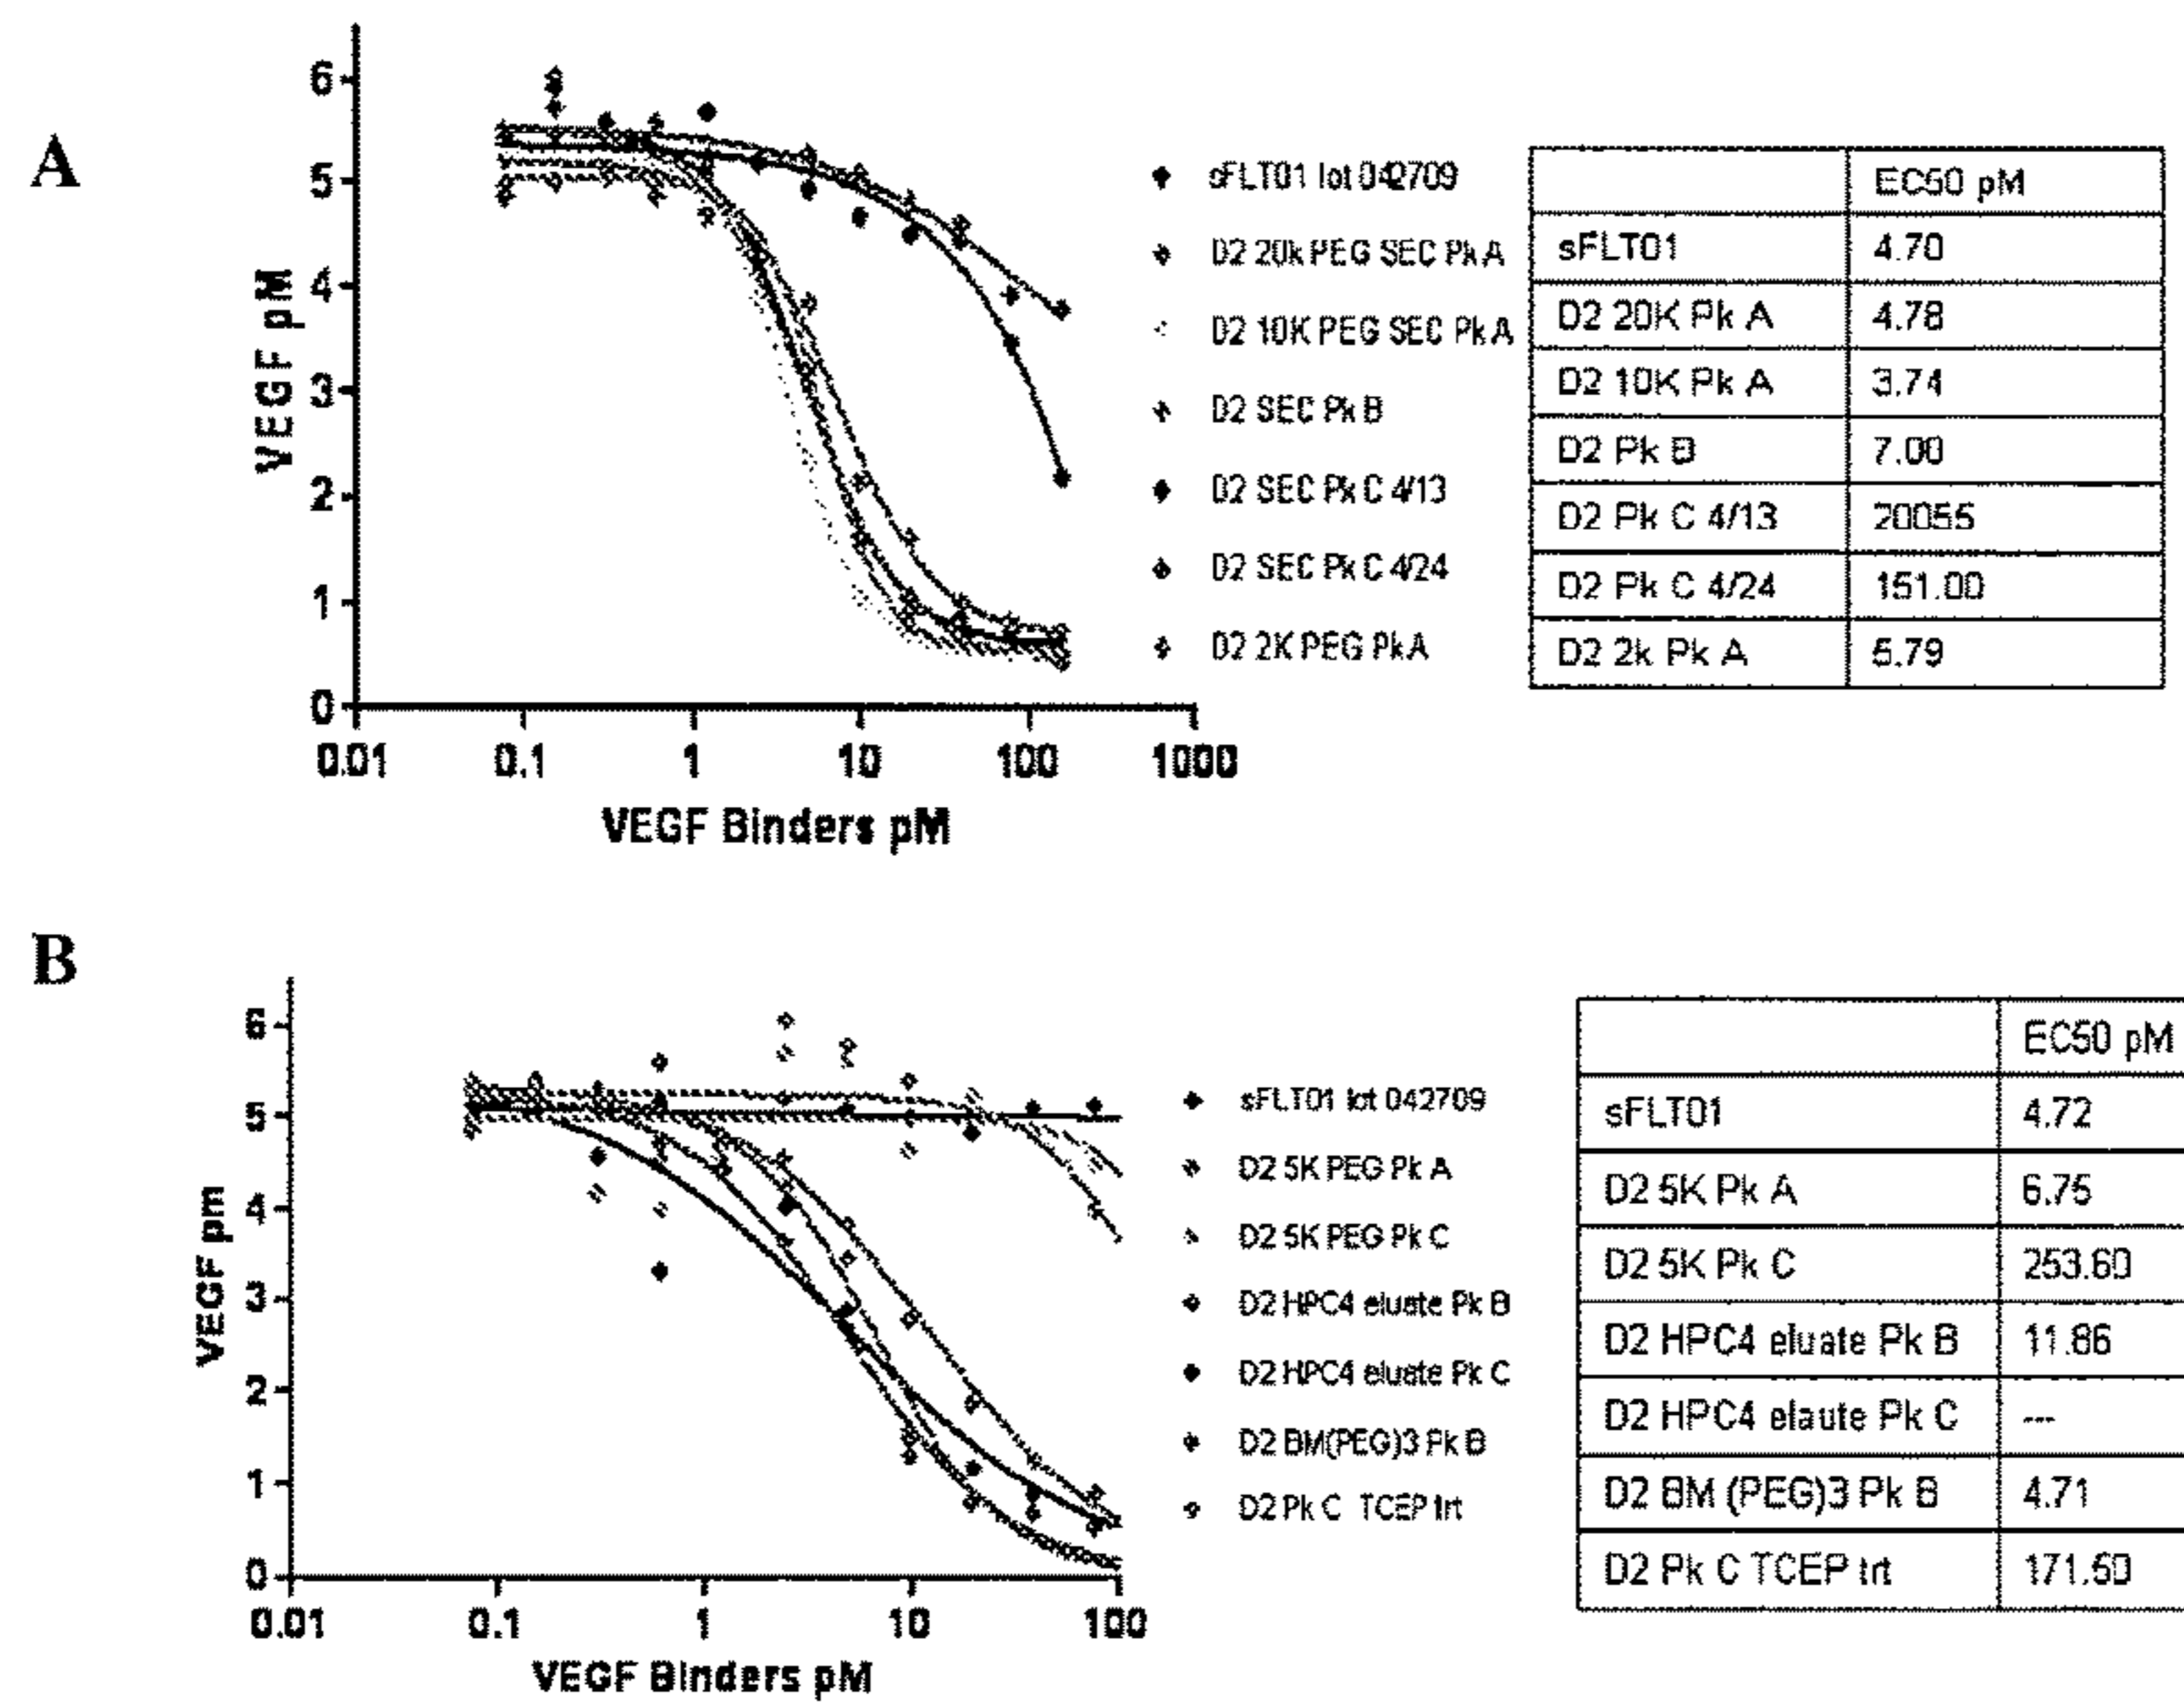 A
6
5
4
3
2
1
0
VEGF pM
0.01 0.1 1 10 100 1000
VEGF Binders pM
sFLT01 lot 042709
D2 20k PEG SEC Pk A
D2 10K PEG SEC Pk A
D2 SEC Pk B
D2 SEC Pk C 4/13
D2 SEC Pk C 4/24
D2 2K PEG Pk A
EC50 pM
sFLT01 4.70
D2 20K Pk A 4.78
D2 10K Pk A 3.74
D2 Pk B 7.00
D2 Pk C 4/13 20055
D2 Pk C 4/24 151.00
D2 2k Pk A 5.79
B
6
5
4
3
2
1
0
VEGF pm
0.01 0.1 1 10 100
VEGF Binders pM
sFLT01 lot 042709
D2 5K PEG Pk A
D2 5K PEG Pk C
D2 HPC4 eluate Pk B
D2 HPC4 eluate Pk C
D2 BM(PEG)3 Pk B
D2 Pk C TCEP trt
EC50 pM
sFLT01 4.72
D2 5K Pk A 6.75
D2 5K Pk C 253.60
D2 HPC4 eluate Pk B 11.86
D2 HPC4 elaute Pk C ---
D2 BM (PEG)3 Pk B 4.71
D2 Pk C TCEP trt 171.50